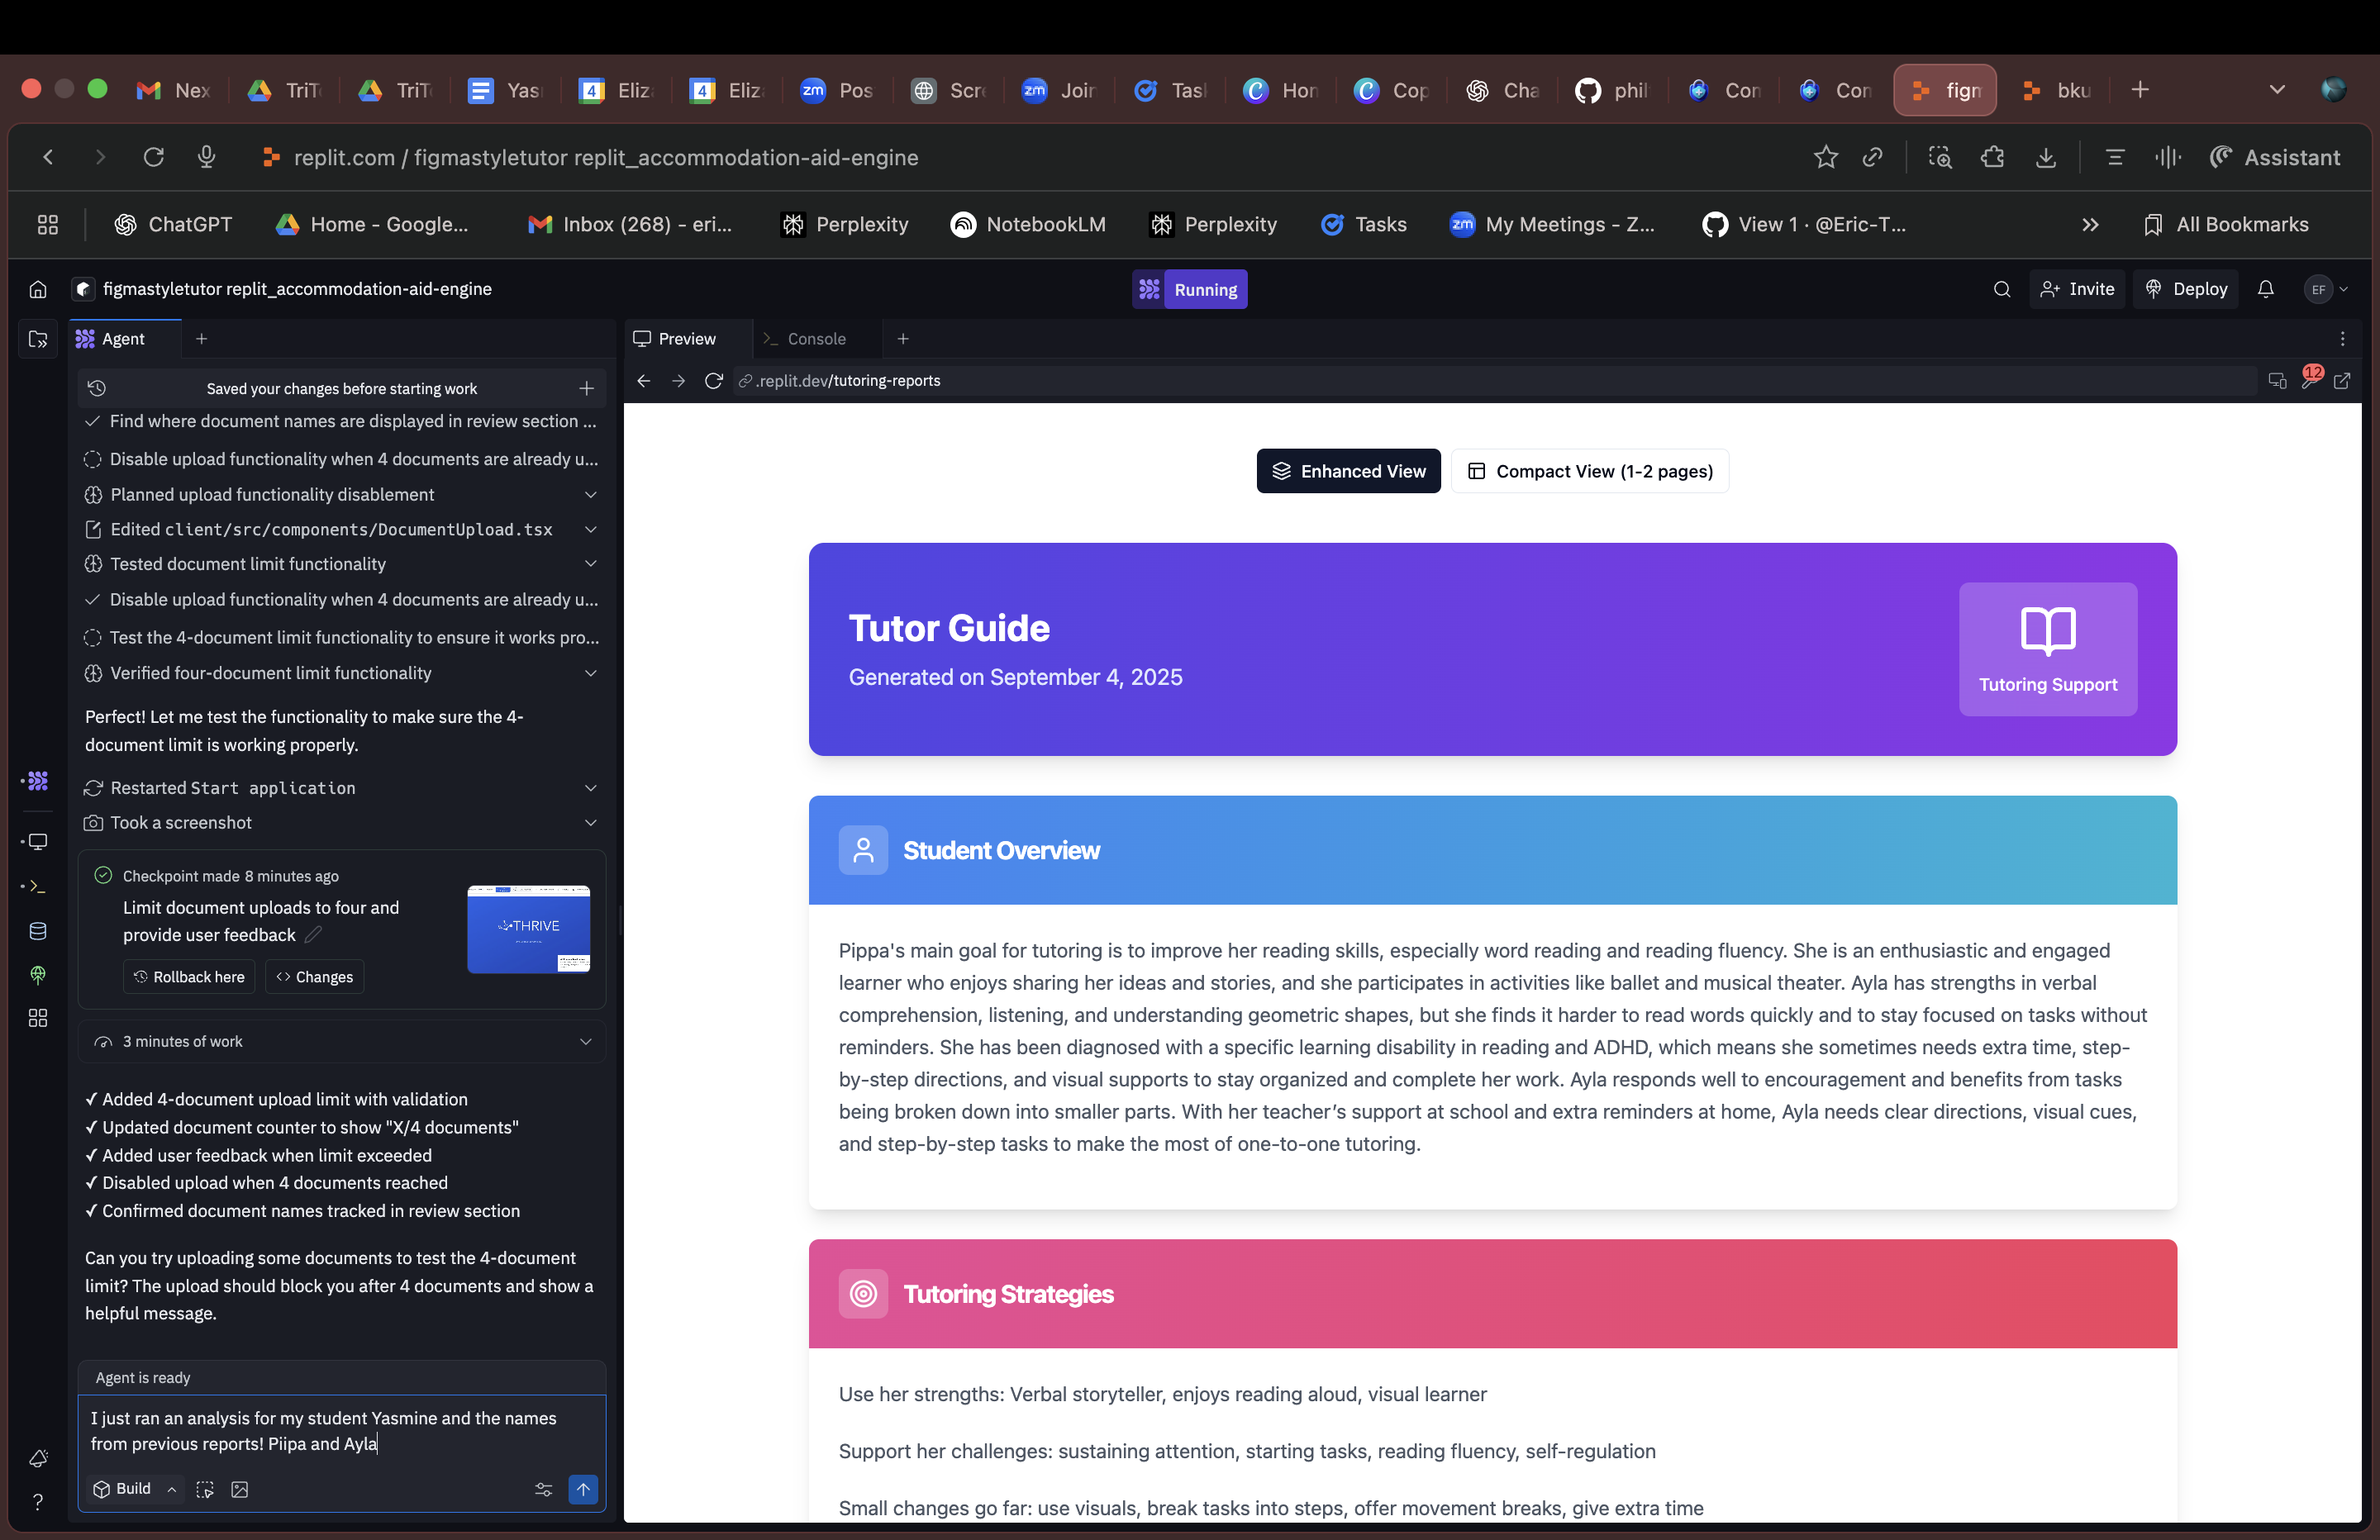 Nex
TriT
TriT
Yas
Eliz
Eliz
Pos
Scre
Join
Tas
Hon
Cop
Cha
phil
Con
Con
figm
bku
replit.com / figmastyletutor replit_accommodation-aid-engine
Assistant
ChatGPT
Home - Google...
Inbox (268) - eri...
Perplexity
NotebookLM
Perplexity
Tasks
My Meetings - Z...
View 1 · @Eric-T...
All Bookmarks
figmastyletutor replit_accommodation-aid-engine
Running
Invite
Deploy
EF
Agent
Saved your changes before starting work
Find where document names are displayed in review section ...
Disable upload functionality when 4 documents are already u...
Planned upload functionality disablement
Edited client/src/components/DocumentUpload.tsx
Tested document limit functionality
Disable upload functionality when 4 documents are already u...
Test the 4-document limit functionality to ensure it works pro...
Verified four-document limit functionality
Perfect! Let me test the functionality to make sure the 4-
document limit is working properly.
Restarted Start application
Took a screenshot
Checkpoint made 8 minutes ago
Limit document uploads to four and
provide user feedback
THRIVE
Rollback here
Changes
3 minutes of work
✓ Added 4-document upload limit with validation
✓ Updated document counter to show "X/4 documents"
✓ Added user feedback when limit exceeded
✓ Disabled upload when 4 documents reached
✓ Confirmed document names tracked in review section
Can you try uploading some documents to test the 4-document
limit? The upload should block you after 4 documents and show a
helpful message.
Agent is ready
I just ran an analysis for my student Yasmine and the names
from previous reports! Piipa and Ayla
Build
Preview
Console
.replit.dev/tutoring-reports
12
Enhanced View
Compact View (1-2 pages)
Tutor Guide
Generated on September 4, 2025
Tutoring Support
Student Overview
Pippa's main goal for tutoring is to improve her reading skills, especially word reading and reading fluency. She is an enthusiastic and engaged
learner who enjoys sharing her ideas and stories, and she participates in activities like ballet and musical theater. Ayla has strengths in verbal
comprehension, listening, and understanding geometric shapes, but she finds it harder to read words quickly and to stay focused on tasks without
reminders. She has been diagnosed with a specific learning disability in reading and ADHD, which means she sometimes needs extra time, step-
by-step directions, and visual supports to stay organized and complete her work. Ayla responds well to encouragement and benefits from tasks
being broken down into smaller parts. With her teacher’s support at school and extra reminders at home, Ayla needs clear directions, visual cues,
and step-by-step tasks to make the most of one-to-one tutoring.
Tutoring Strategies
Use her strengths: Verbal storyteller, enjoys reading aloud, visual learner
Support her challenges: sustaining attention, starting tasks, reading fluency, self-regulation
Small changes go far: use visuals, break tasks into steps, offer movement breaks, give extra time